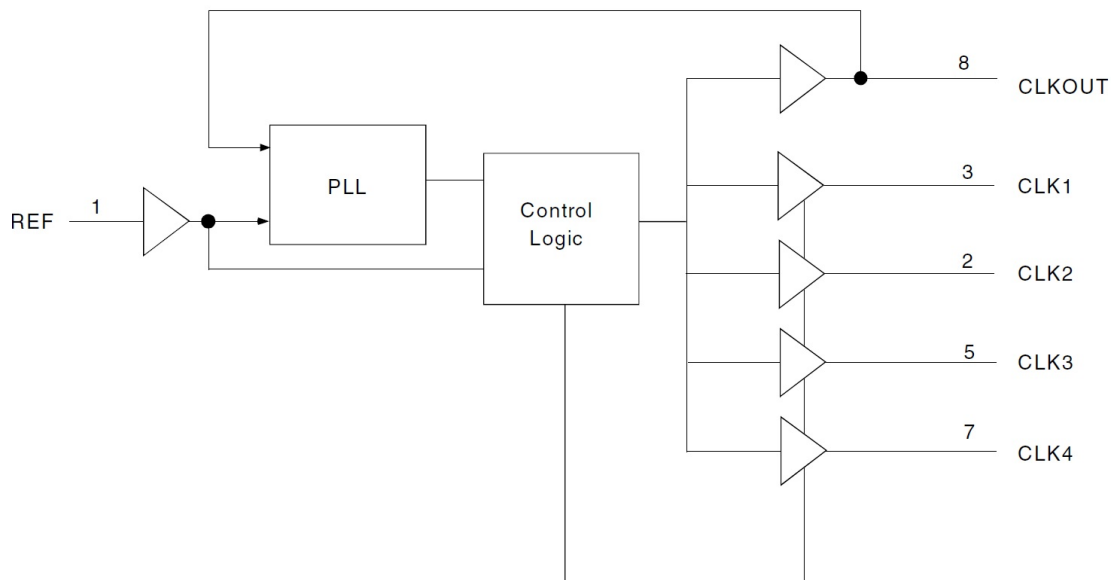 8
CLKOUT
PLL
3
CLK1
REF
1
Control
Logic
2
CLK2
5
CLK3
7
CLK4